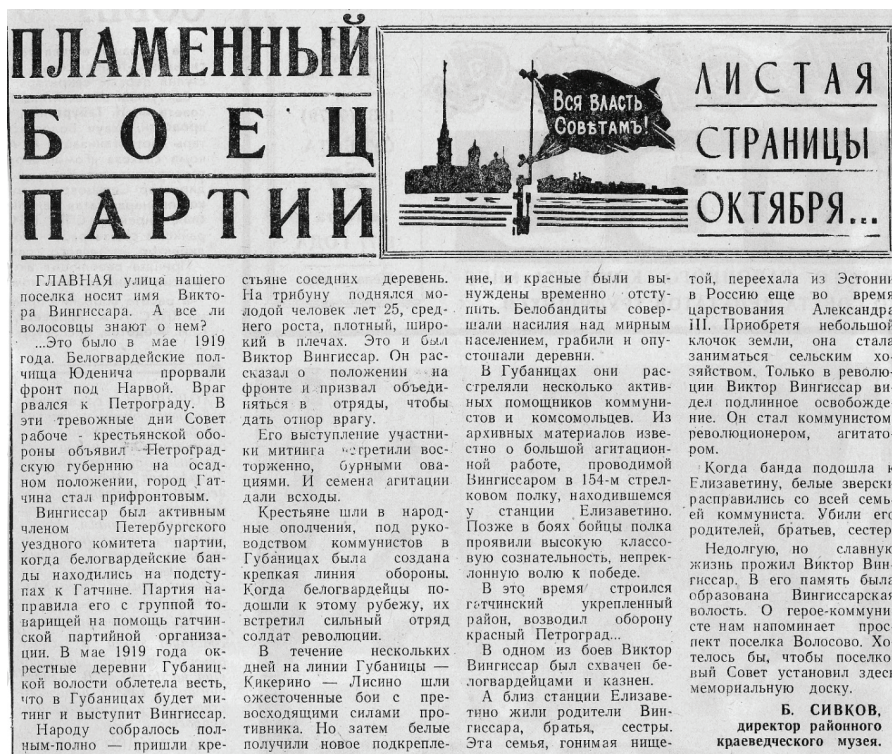 ПЛАМЕННЫЙ
БОЕЦ
ПАРТИИ
ВСЯ ВЛАСТЬ
СОВѢТАМЪ!
ЛИСТАЯ
СТРАНИЦЫ
ОКТЯБРЯ...
ГЛАВНАЯ улица нашего
поселка носит имя Викто-
ра Вингиссара. А все ли
волосовцы знают о нем?
...Это было в мае 1919
года. Белогвардейские пол-
чища Юденича прорвали
фронт под Нарвой. Враг
рвался к Петрограду. В
эти тревожные дни Совет
рабоче - крестьянской обо-
роны объявил Петроград-
скую губернию на осад-
ном положении, город Гат-
чина стал прифронтовым.
Вингиссар был активным
членом Петербургского
уездного комитета партии,
когда белогвардейские бан-
ды находились на подсту-
пах к Гатчине. Партия на-
правила его с группой то-
варищей на помощь гатчин-
ской партийной организа-
ции. В мае 1919 года ок-
рестные деревни Губаниц-
кой волости облетела весть,
что в Губаницах будет ми-
тинг и выступит Вингиссар.
Народу собралось пол-
ным-полно — пришли кре-
стьяне соседних деревень.
На трибуну поднялся мо-
лодой человек лет 25, сред-
него роста, плотный, широ-
кий в плечах. Это и был
Виктор Вингиссар. Он рас-
сказал о положении на
фронте и призвал объеди-
няться в отряды, чтобы
дать отпор врагу.
Его выступление участни-
ки митинга встретили вос-
торженно, бурными ова-
циями. И семена агитации
дали всходы.
Крестьяне шли в народ-
ные ополчения, под руко-
водством коммунистов в
Губаницах была создана
крепкая линия обороны.
Когда белогвардейцы по-
дошли к этому рубежу, их
встретил сильный отряд
солдат революции.
В течение нескольких
дней на линии Губаницы —
Кикерино — Лисино шли
ожесточенные бои с пре-
восходящими силами про-
тивника. Но затем белые
получили новое подкрепле-
ние, и красные были вы-
нуждены временно отсту-
пить. Белобандиты совер-
шали насилия над мирным
населением, грабили и опу-
стошали деревни.
В Губаницах они рас-
стреляли несколько актив-
ных помощников коммуни-
стов и комсомольцев. Из
архивных материалов изве-
стно о большой агитацион-
ной работе, проводимой
Вингиссаром в 154-м стрел-
ковом полку, находившемся
у станции Елизаветино.
Позже в боях бойцы полка
проявили высокую классо-
вую сознательность, непрек-
лонную волю к победе.
В это время строился
гатчинский укрепленный
район, возводил оборону
красный Петроград...
В одном из боев Виктор
Вингиссар был схвачен бе-
логвардейцами и казнен.
А близ станции Елизаве-
тино жили родители Вин-
гиссара, братья, сестры.
Эта семья, гонимая нище-
той, переехала из Эстонии
в Россию еще во время
царствования Александра
III. Приобретя небольшой
клочок земли, она стала
заниматься сельским хо-
зяйством. Только в револю-
ции Виктор Вингиссар ви-
дел подлинное освобожде-
ние. Он стал коммунистом,
революционером, агитато-
ром.
Когда банда подошла к
Елизаветину, белые зверски
расправились со всей семь-
ей коммуниста. Убили его
родителей, братьев, сестер.
Недолгую, но славную
жизнь прожил Виктор Вин-
гиссар. В его память была
образована Вингиссарская
волость. О герое-коммуни-
сте нам напоминает прос-
пект поселка Волосово. Хо-
телось бы, чтобы поселко-
вый Совет установил здесь
мемориальную доску.
Б. СИВКОВ,
директор районного
краеведческого музея.